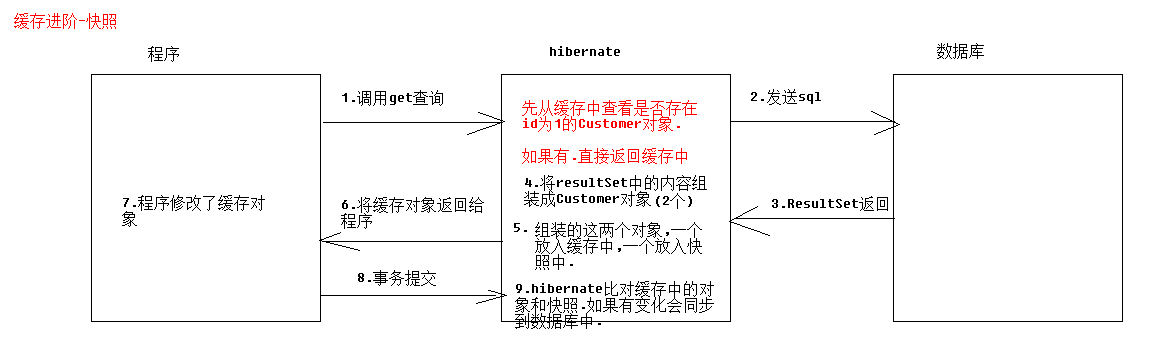 缓存进阶-快照
程序
hibernate
数据库
1.调用get查询
2.发送sql
先从缓存中查看是否存在
id为1的Customer对象.
如果有.直接返回缓存中
4.将resultSet中的内容组
装成Customer对象(2个)
3.ResultSet返回
7.程序修改了缓存对
象
6.将缓存对象返回给
程序
5. 组装的这两个对象,一个
放入缓存中,一个放入快
照中.
8.事务提交
9.hibernate比对缓存中的对
象和快照.如果有变化会同步
到数据库中.